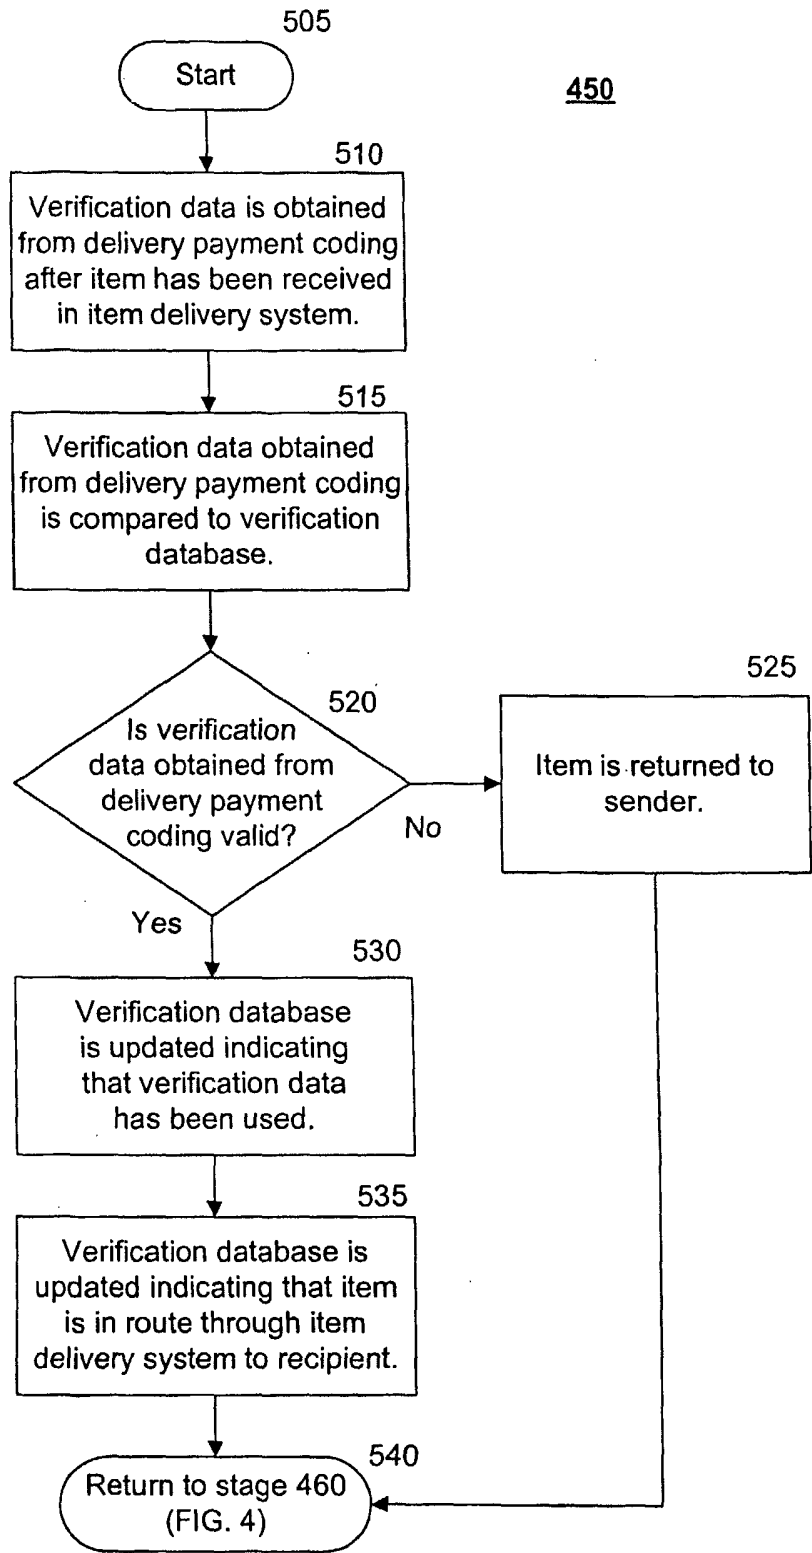 505
Start
450
510
Verification data is obtained
from delivery payment coding
after item has been received
in item delivery system.
515
Verification data obtained
from delivery payment coding
is compared to verification
database.
520
Is verification
data obtained from
delivery payment
coding valid?
No
525
Item is returned to
sender.
Yes
530
Verification database
is updated indicating
that verification data
has been used.
535
Verification database is
updated indicating that item
is in route through item
delivery system to recipient.
540
Return to stage 460
(FIG. 4)